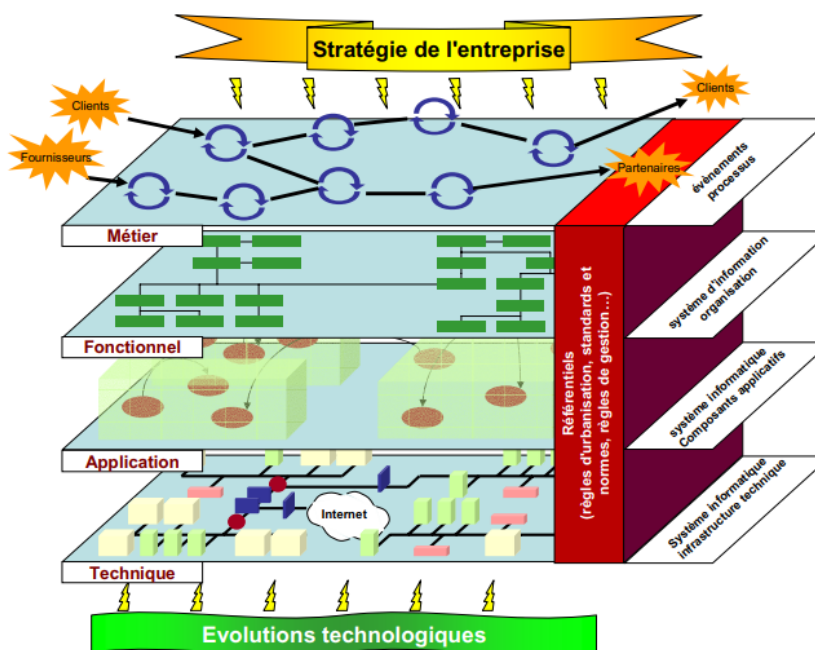 Stratégie de l'entreprise
Clients
Clients
Fournisseurs
Partenaires
évènements
processus
Métier
système d'information
organisation
Fonctionnel
Référentiels
(règles d'urbanisation, standards et
normes, règles de gestion...)
système informatique
Composants applicatifs
Application
Internet
Système informatique
infrastructure technique
Technique
Evolutions technologiques